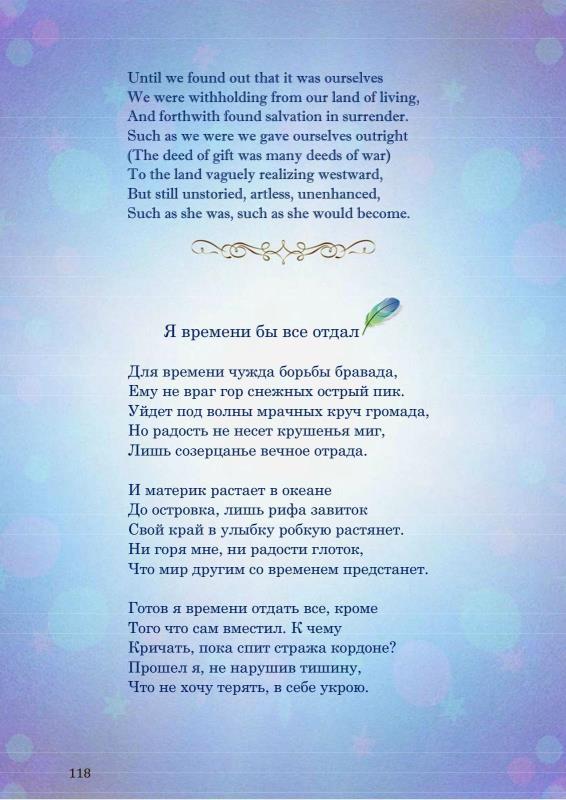 Until we found out that it was ourselves
We were withholding from our land of living,
And forthwith found salvation in surrender.
Such as we were we gave ourselves outright
(The deed of gift was many deeds of war)
To the land vaguely realizing westward,
But still unstoried, artless, unenhanced,
Such as she was, such as she would become.
Я времени бы все отдал
Для времени чужда борьбы бравада,
Ему не враг гор снежных острый пик.
Уйдет под волны мрачных круч громада,
Но радость не несет крушенья миг,
Лишь созерцанье вечное отрада.
И материк растает в океане
До островка, лишь рифа завиток
Свой край в улыбку робкую растянет.
Ни горя мне, ни радости глоток,
Что мир другим со временем предстанет.
Готов я времени отдать все, кроме
Того что сам вместил. К чему
Кричать, пока спит стража кордоне?
Прошел я, не нарушив тишину,
Что не хочу терять, в себе укрою.
118